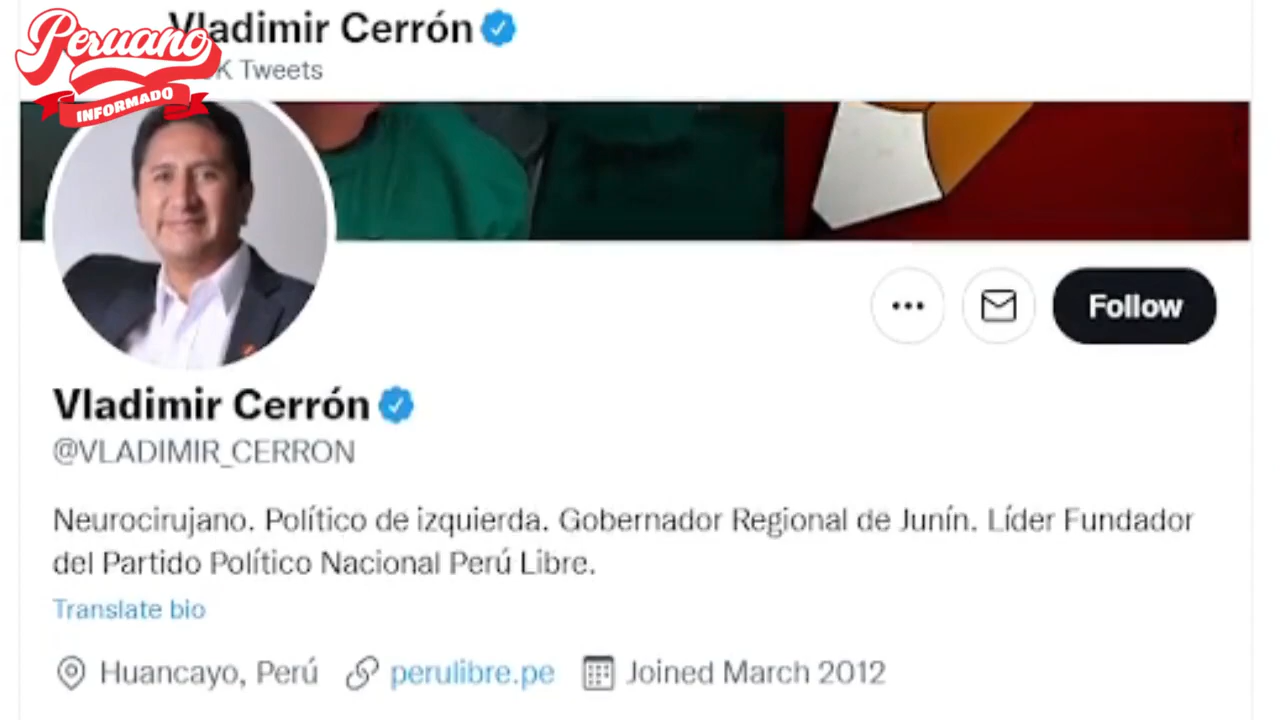 Peruano
INFORMADO
Vladimir Cerrón
K Tweets
Follow
Vladimir Cerrón
@VLADIMIR_CERRON
Neurocirujano. Político de izquierda. Gobernador Regional de Junín. Líder Fundador
del Partido Político Nacional Perú Libre.
Translate bio
Huancayo, Perú perulibre.pe Joined March 2012